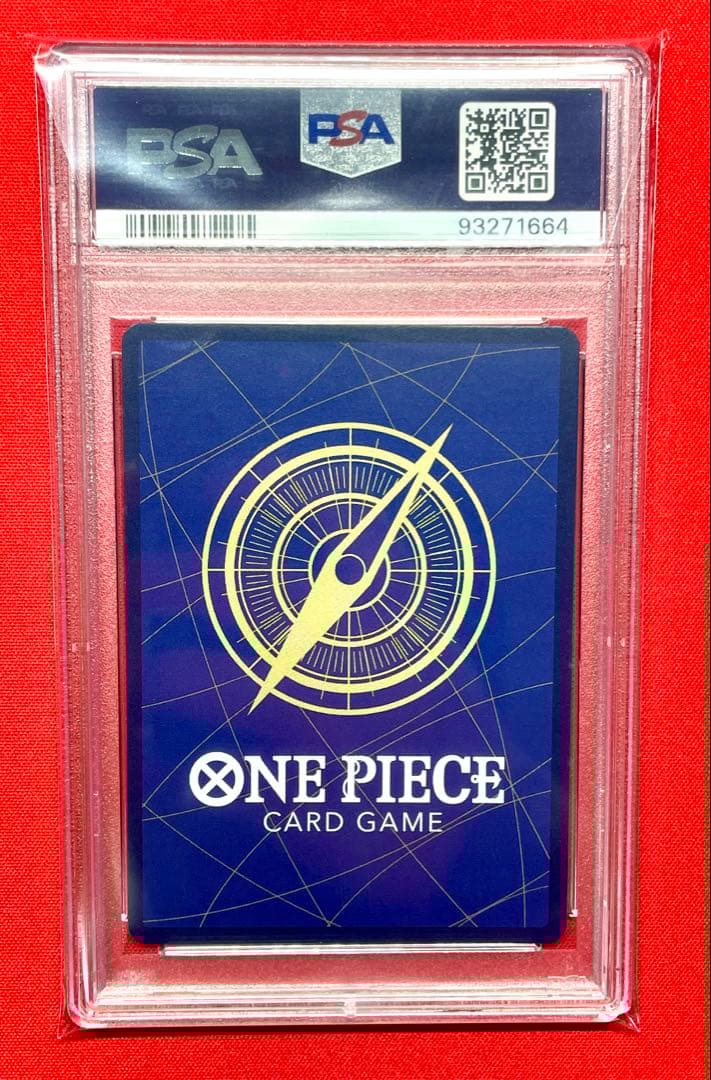 PSA
PSA
93271664
ONE PIECE
CARD GAME